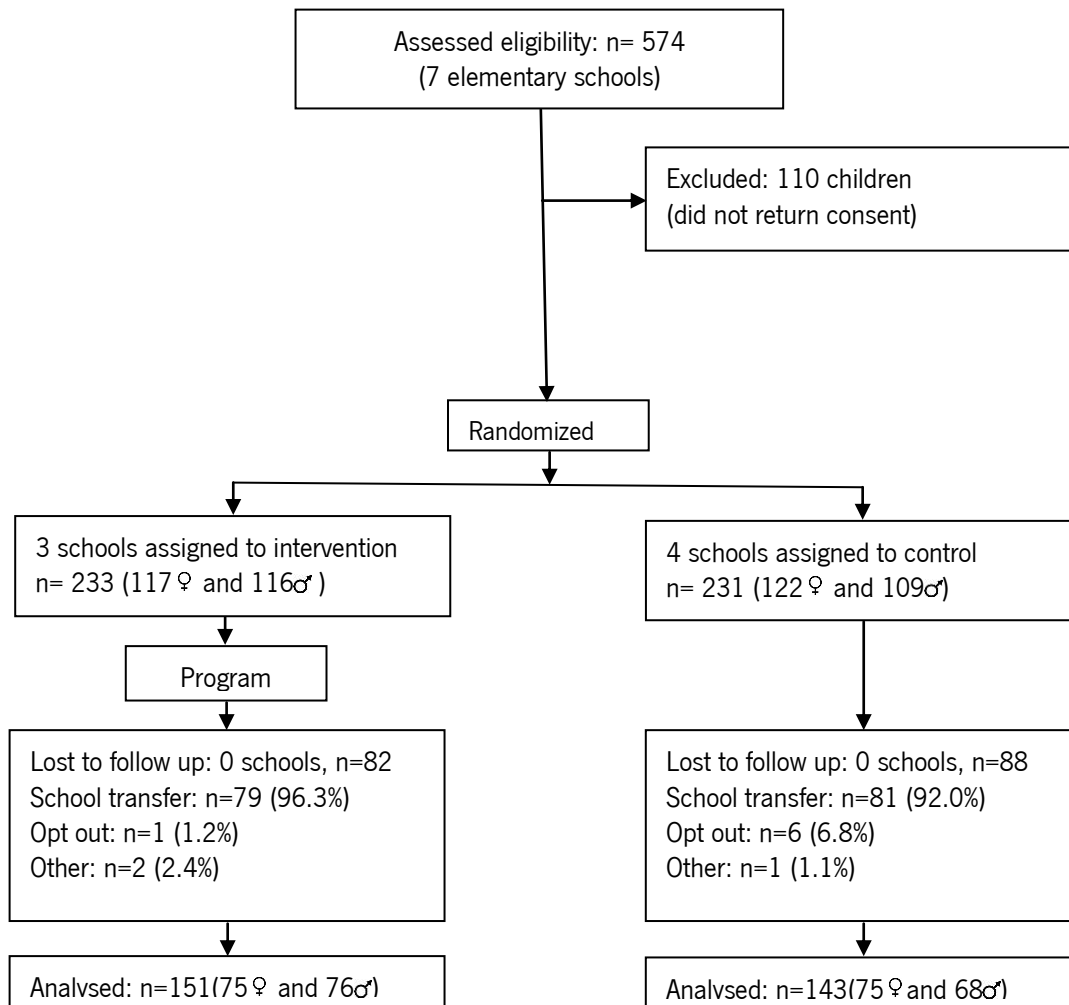 Assessed eligibility: n= 574
(7 elementary schools)
Excluded: 110 children
(did not return consent)
Randomized
3 schools assigned to intervention
n= 233 (117♀ and 116♂ )
4 schools assigned to control
n= 231 (122♀ and 109♂)
Program
Lost to follow up: 0 schools, n=82
School transfer: n=79 (96.3%)
Opt out: n=1 (1.2%)
Other: n=2 (2.4%)
Lost to follow up: 0 schools, n=88
School transfer: n=81 (92.0%)
Opt out: n=6 (6.8%)
Other: n=1 (1.1%)
Analysed: n=151(75♀ and 76♂)
Analysed: n=143(75♀and 68♂)